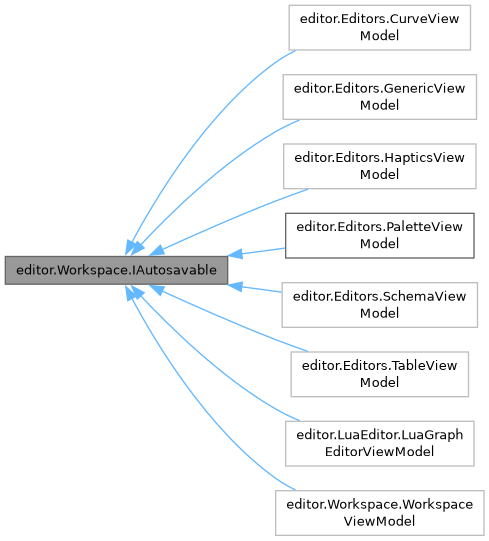 editor.Editors.CurveView
Model
editor.Editors.GenericView
Model
editor.Editors.HapticsView
Model
editor.Editors.PaletteView
Model
editor.Workspace.IAutosavable
editor.Editors.SchemaView
Model
editor.Editors.TableView
Model
editor.LuaEditor.LuaGraph
EditorViewModel
editor.Workspace.Workspace
ViewModel